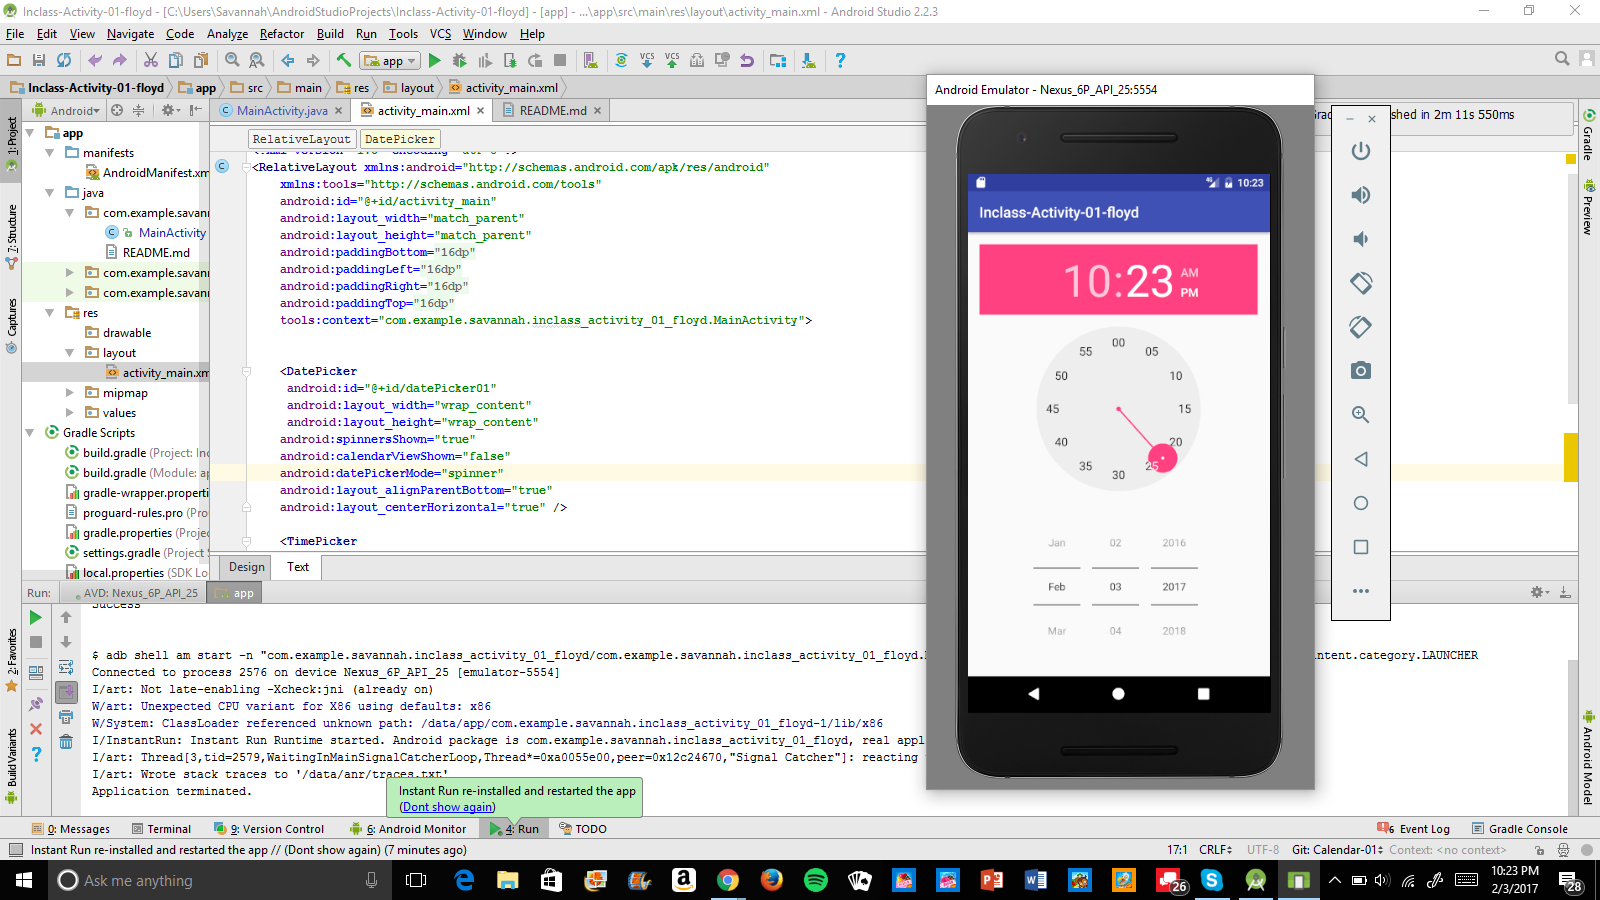 Inclass-Activity-01-floyd - [C:\Users\Savannah\AndroidStudioProjects\Inclass-Activity-01-floyd] - [app] - ...\app\src\main\res\layout\activity_main.xml - Android Studio 2.2.3
File Edit View Navigate Code Analyze Refactor Build Run Tools VCS Window Help
app
VCS VCS
Inclass-Activity-01-floyd app src main res layout activity_main.xml
Android
MainActivity.java activity_main.xml README.md
RelativeLayout DatePicker
shed in 2m 11s 550ms
1: Project
7: Structure
Captures
2: Favorites
Build Variants
app
manifests
AndroidManifest.xm
java
com.example.savann
MainActivity
README.md
com.example.savann
com.example.savann
res
drawable
layout
activity_main.xm
mipmap
values
Gradle Scripts
build.gradle (Project: In
build.gradle (Module: ap
gradle-wrapper.properti
proguard-rules.pro (Pro
gradle.properties (Project
settings.gradle (Project S
local.properties (SDK Lo
<RelativeLayout xmlns:android="http://schemas.android.com/apk/res/android"
xmlns:tools="http://schemas.android.com/tools"
android:id="@+id/activity_main"
android:layout_width="match_parent"
android:layout_height="match_parent"
android:paddingBottom="16dp"
android:paddingLeft="16dp"
android:paddingRight="16dp"
android:paddingTop="16dp"
tools:context="com.example.savannah.inclass_activity_01_floyd.MainActivity">
<DatePicker
android:id="@+id/datePicker01"
android:layout_width="wrap_content"
android:layout_height="wrap_content"
android:spinnersShown="true"
android:calendarViewShown="false"
android:datePickerMode="spinner"
android:layout_alignParentBottom="true"
android:layout_centerHorizontal="true" />
<TimePicker
Design Text
Android Emulator - Nexus_6P_API_25:5554
10:23
Inclass-Activity-01-floyd
10:23 AM
PM
00
55 05
50 10
45 15
40 20
35 25
30
Jan 02 2016
Feb 03 2017
Mar 04 2018
Gradle
Preview
Android Model
Run: AVD: Nexus_6P_API_25 app
Success
$ adb shell am start -n "com.example.savannah.inclass_activity_01_floyd/com.example.savannah.inclass_activity_01_floyd. ntent.category.LAUNCHER
Connected to process 2576 on device Nexus_6P_API_25 [emulator-5554]
I/art: Not late-enabling -Xcheck:jni (already on)
W/art: Unexpected CPU variant for X86 using defaults: x86
W/System: ClassLoader referenced unknown path: /data/app/com.example.savannah.inclass_activity_01_floyd-1/lib/x86
I/InstantRun: Instant Run Runtime started. Android package is com.example.savannah.inclass_activity_01_floyd, real appl
I/art: Thread[3,tid=2579,WaitingInMainSignalCatcherLoop,Thread*=0xa0055e00,peer=0x12c24670,"Signal Catcher"]: reacting
I/art: Wrote stack traces to '/data/anr/traces.txt'
Application terminated.
Instant Run re-installed and restarted the app
(Dont show again)
0: Messages Terminal 9: Version Control 6: Android Monitor 4: Run TODO 6 Event Log Gradle Console
Instant Run re-installed and restarted the app // (Dont show again) (7 minutes ago) 17:1 CRLF UTF-8 Git: Calendar-01 Context: <no context>
Ask me anything 26 10:23 PM
2/3/2017 28